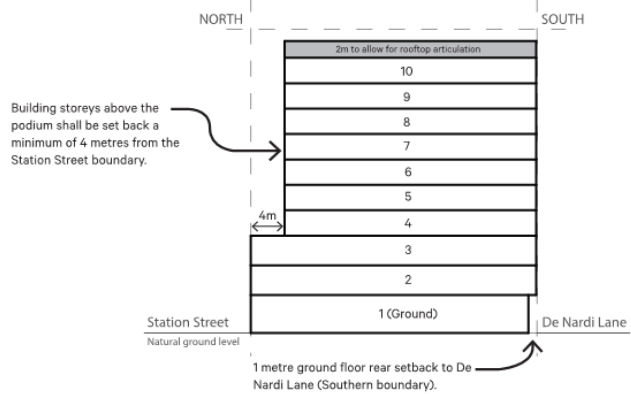 NORTH
SOUTH
2m to allow for rooftop articulation
10
9
8
7
6
5
4
3
2
1 (Ground)
Building storeys above the
podium shall be set back a
minimum of 4 metres from the
Station Street boundary.
4m
Station Street
Natural ground level
De Nardi Lane
1 metre ground floor rear setback to De
Nardi Lane (Southern boundary).